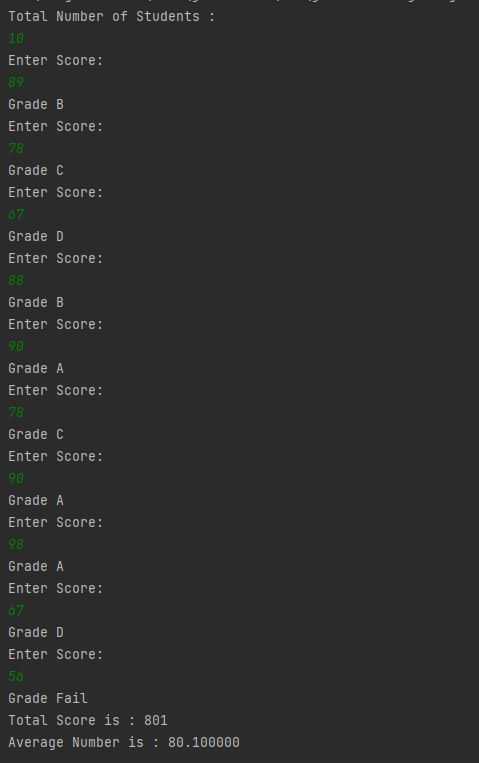 Total Number of Students :
10
Enter Score:
89
Grade B
Enter Score:
78
Grade C
Enter Score:
67
Grade D
Enter Score:
88
Grade B
Enter Score:
90
Grade A
Enter Score:
78
Grade C
Enter Score:
90
Grade A
Enter Score:
98
Grade A
Enter Score:
67
Grade D
Enter Score:
56
Grade Fail
Total Score is : 801
Average Number is : 80.100000